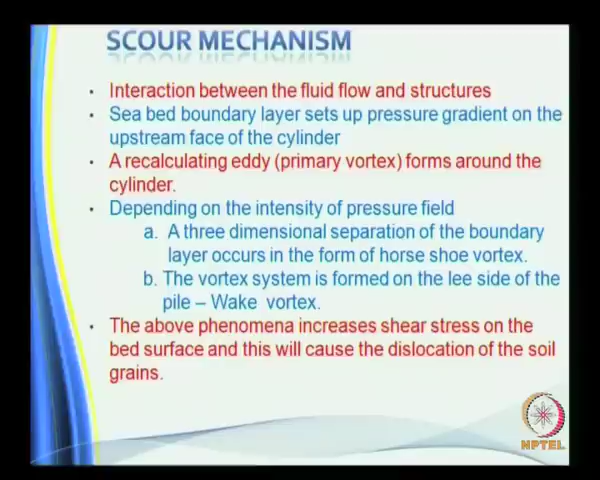 SCOUR MECHANISM
• Interaction between the fluid flow and structures
• Sea bed boundary layer sets up pressure gradient on the
upstream face of the cylinder
• A recalculating eddy (primary vortex) forms around the
cylinder.
• Depending on the intensity of pressure field
a. A three dimensional separation of the boundary
layer occurs in the form of horse shoe vortex.
b. The vortex system is formed on the lee side of the
pile – Wake vortex.
• The above phenomena increases shear stress on the
bed surface and this will cause the dislocation of the soil
grains.
NPTEL